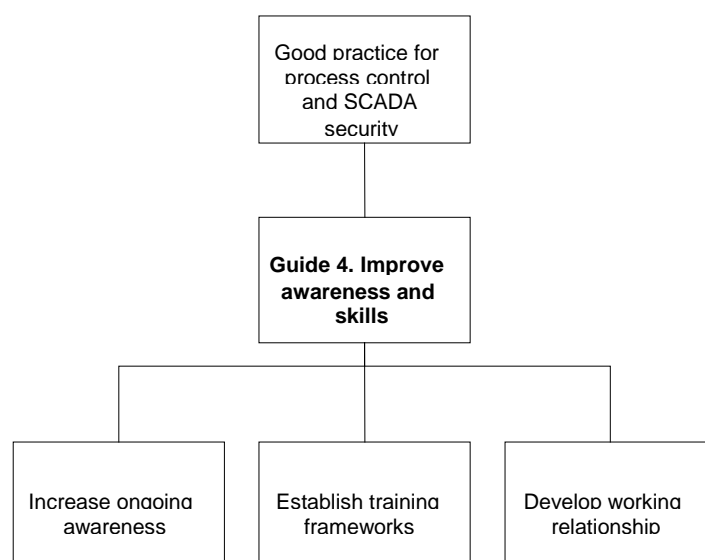 Good practice for
process control
and SCADA
security
Guide 4. Improve
awareness and
skills
Increase ongoing
awareness
Establish training
frameworks
Develop working
relationship